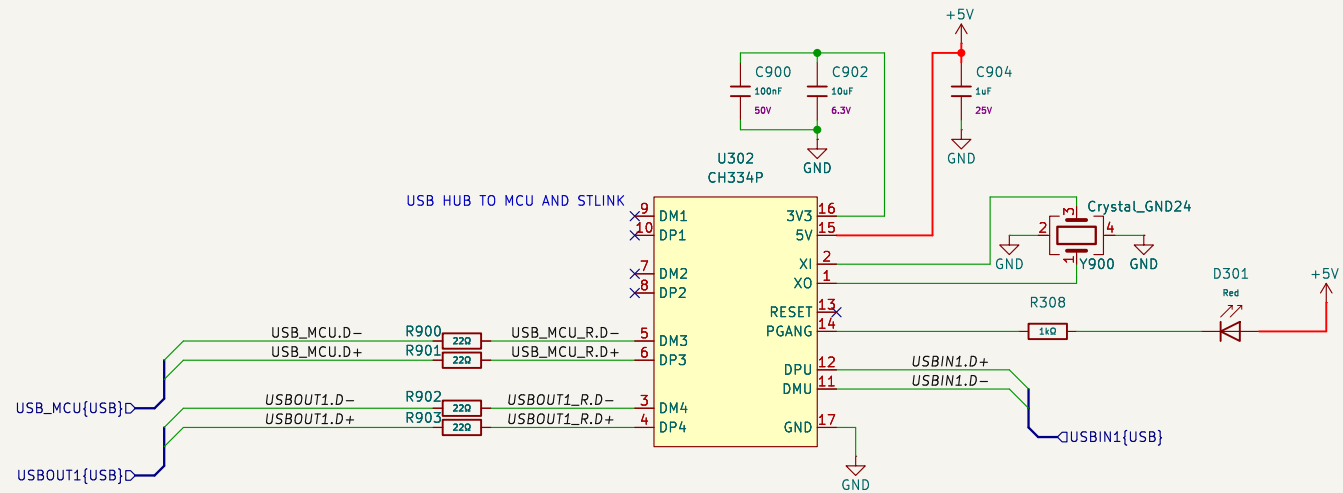 +5V
C900
100nF
50V
C902
10uF
6.3V
C904
1uF
25V
GND
GND
U302
CH334P
USB HUB TO MCU AND STLINK
9 DM1
10 DP1
7 DM2
8 DP2
5 DM3
6 DP3
3 DM4
4 DP4
3V3 16
5V 15
XI 2
XO 1
RESET 13
PGANG 14
DPU 12
DMU 11
GND 17
Crystal_GND24
3
2
4
1
Y900
GND
GND
R308
1kΩ
D301
Red
+5V
USB_MCU.D-
R900
22Ω
USB_MCU_R.D-
USB_MCU.D+
R901
22Ω
USB_MCU_R.D+
USB_MCU{USB}
USBOUT1.D-
R902
22Ω
USBOUT1_R.D-
USBOUT1.D+
R903
22Ω
USBOUT1_R.D+
USBOUT1{USB}
USBIN1.D+
USBIN1.D-
USBIN1{USB}
GND